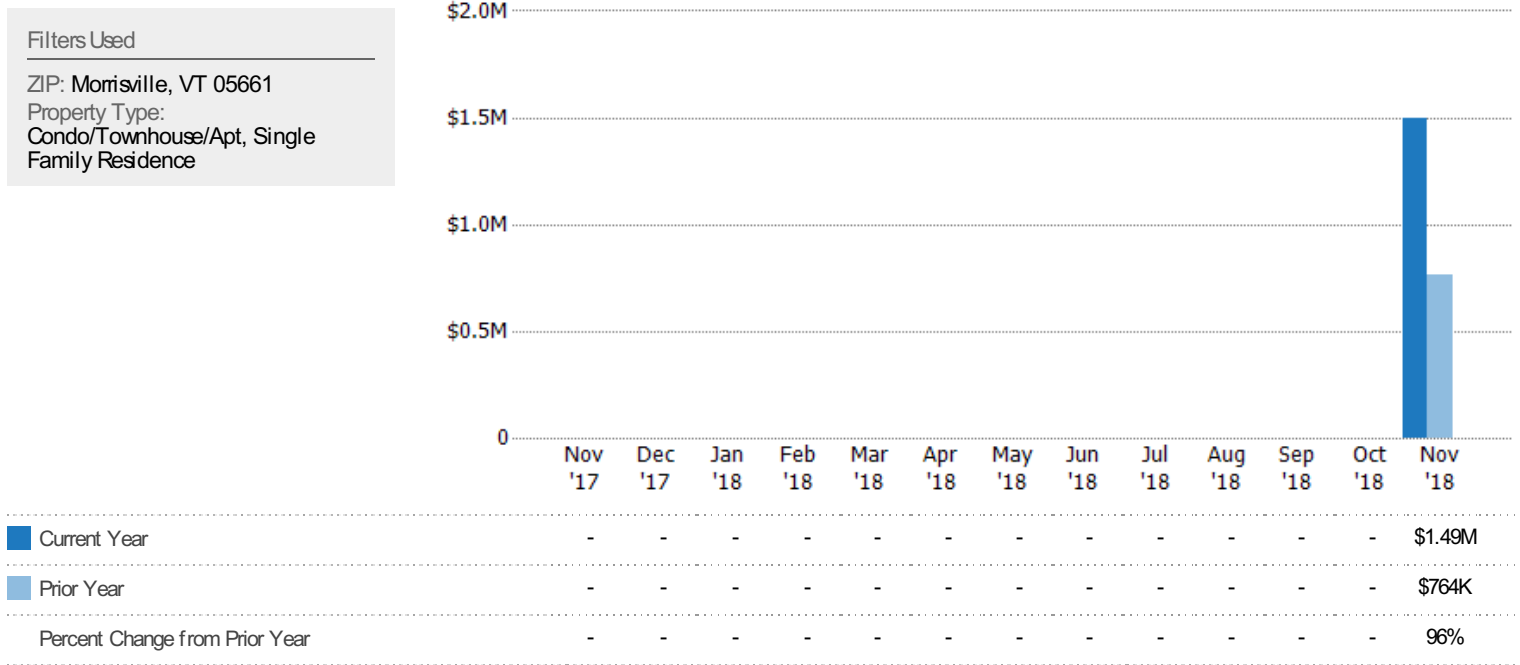 Filters Used
ZIP: Morrisville, VT 05661
Property Type:
Condo/Townhouse/Apt, Single
Family Residence
$2.0M
$1.5M
$1.0M
$0.5M
0
Nov Dec Jan Feb Mar Apr May Jun Jul Aug Sep Oct Nov
'17 '17 '18 '18 '18 '18 '18 '18 '18 '18 '18 '18 '18
Current Year - - - - - - - - - - - - $1.49M
Prior Year - - - - - - - - - - - - $764K
Percent Change from Prior Year - - - - - - - - - - - - 96%